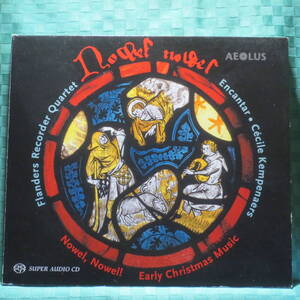 Nowel nowel
AEOLUS
Flanders Recorder Quartet
Encantar • Cécile Kempenaers
Nowel, Nowell Early Christmas Music
SUPER AUDIO CD